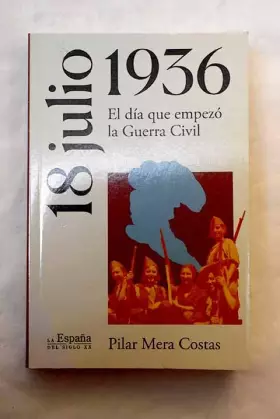 18 julio
1936
El día que empezó
la Guerra Civil
LA España
DEL SIGLO XX
Pilar Mera Costas